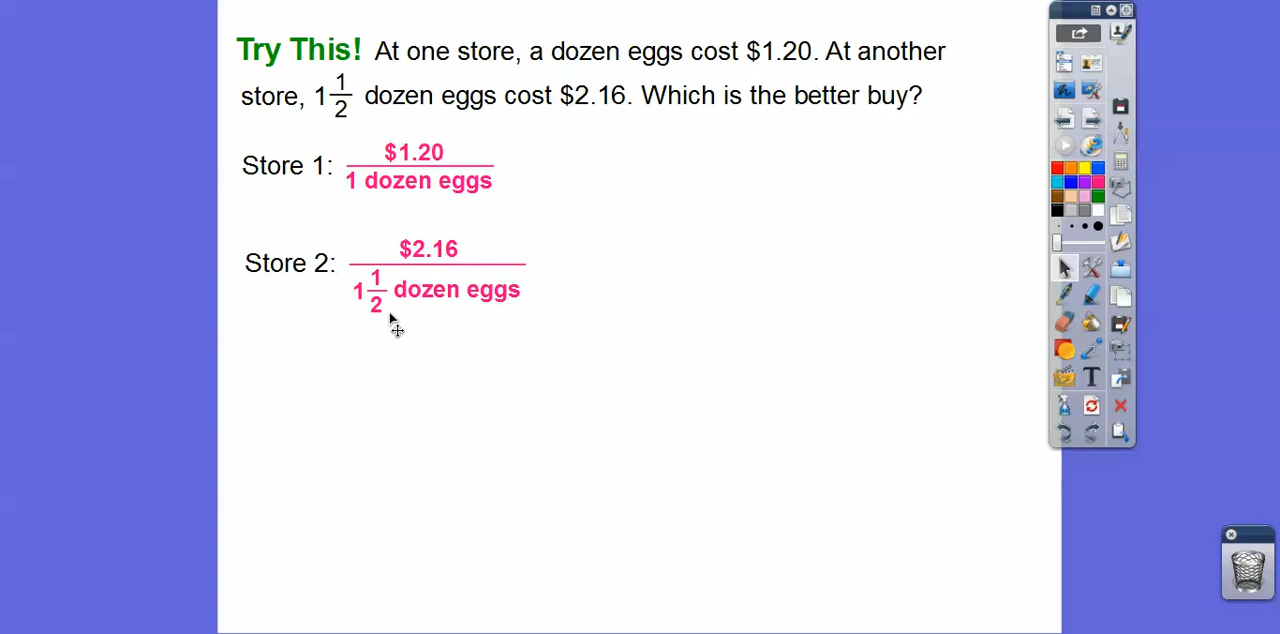 Try This! At one store, a dozen eggs cost $1.20. At another
store, 1 1/2 dozen eggs cost $2.16. Which is the better buy?
Store 1: $1.20
1 dozen eggs
Store 2: $2.16
1 1/2 dozen eggs
T